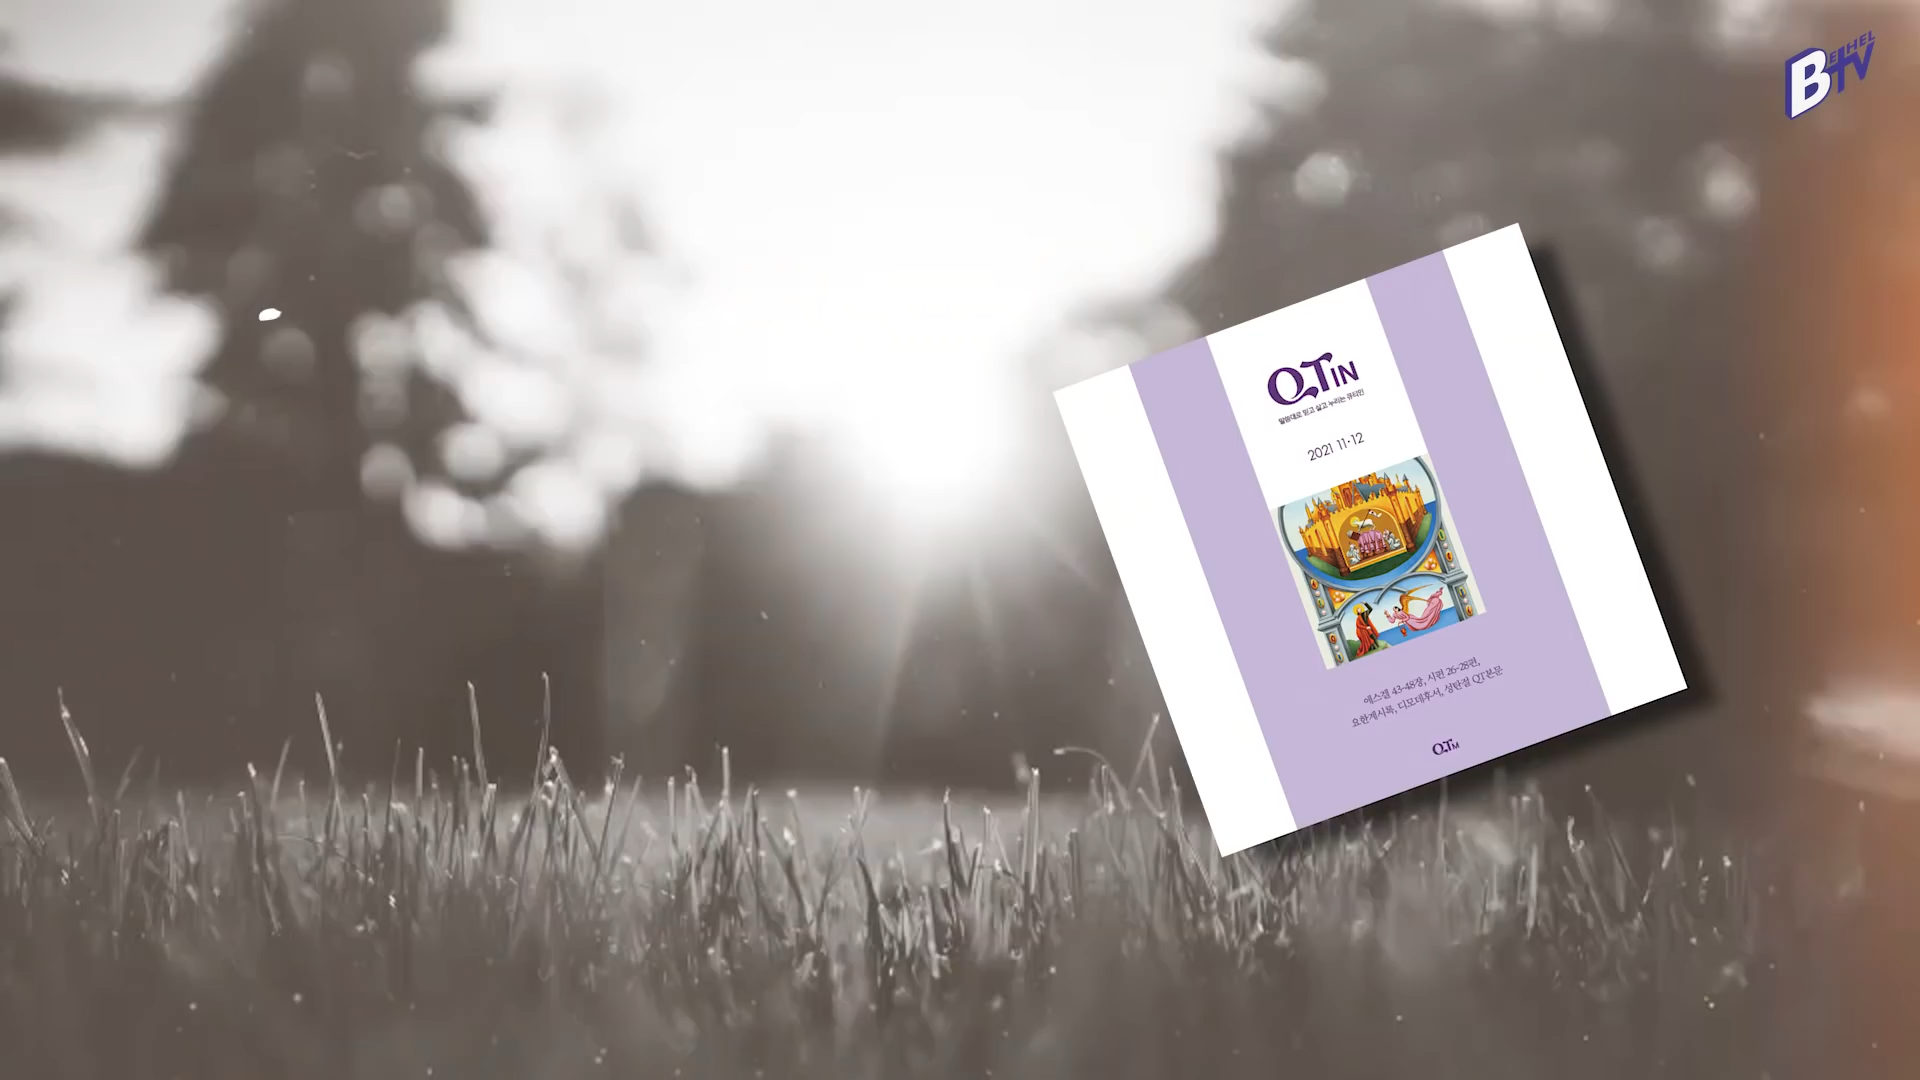 BETHEL TV
QTIN
말씀대로 믿고 살고 누리는 큐티인
2021 11·12
에스겔 43-48장, 시편 26-28편,
요한계시록, 디모데후서, 성탄절 QT본문
QTM